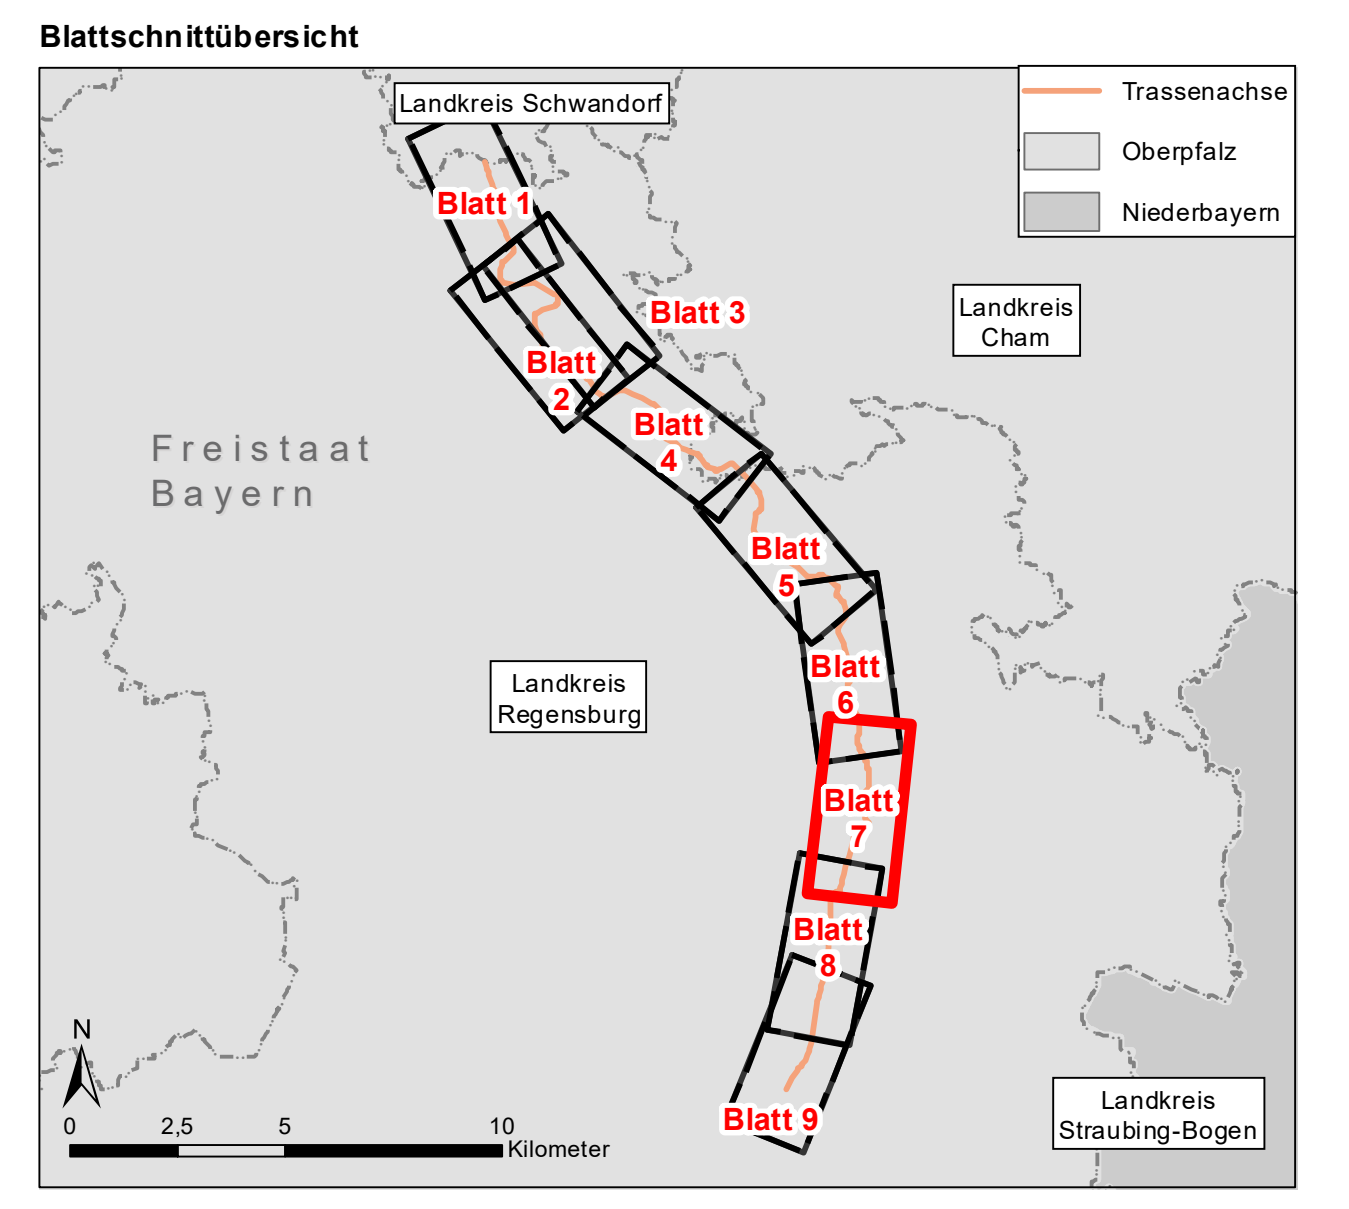 Blattschnittübersicht
Landkreis Schwandorf
Trassenachse
Oberpfalz
Niederbayern
Blatt 1
Blatt 3
Landkreis
Cham
Blatt
2
Blatt
4
Freistaat
Bayern
Blatt
5
Landkreis
Regensburg
Blatt
6
Blatt
7
Blatt
8
N
0 2,5 5 10
Kilometer
Blatt 9
Landkreis
Straubing-Bogen